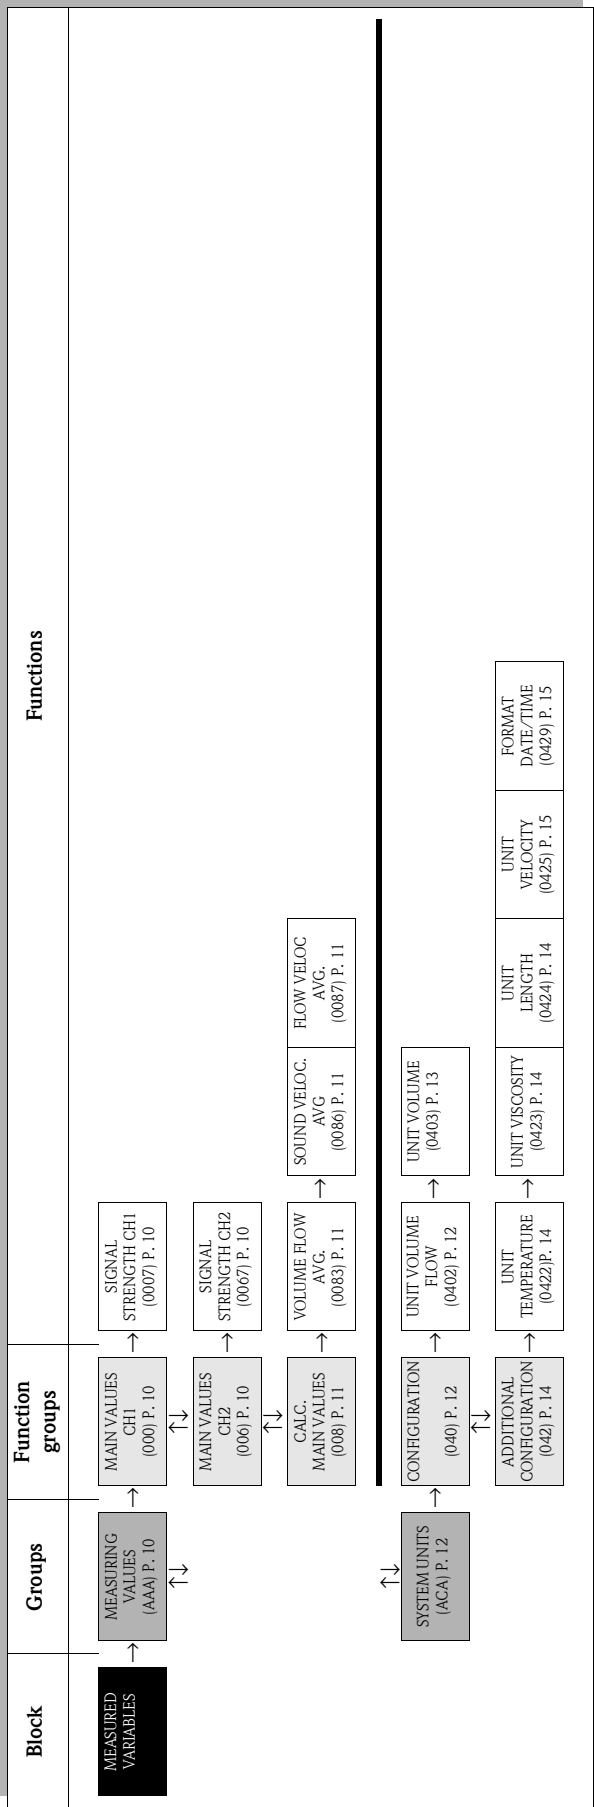 Block
Groups
Function
groups
Functions
MEASURED
VARIABLES
MEASURING
VALUES
(AAA) P. 10
MAIN VALUES
CH1
(000) P. 10
SIGNAL
STRENGTH CH1
(0007) P. 10
MAIN VALUES
CH2
(006) P. 10
SIGNAL
STRENGTH CH2
(0067) P. 10
CALC.
MAIN VALUES
(008) P. 11
VOLUME FLOW
AVG.
(0083) P. 11
SOUND VELOC.
AVG
(0086) P. 11
FLOW VELOC
AVG.
(0087) P. 11
SYSTEM UNITS
(ACA) P. 12
CONFIGURATION
(040) P. 12
UNIT VOLUME
FLOW
(0402) P. 12
UNIT VOLUME
(0403) P. 13
ADDITIONAL
CONFIGURATION
(042) P. 14
UNIT
TEMPERATURE
(0422)P. 14
UNIT VISCOSITY
(0423) P. 14
UNIT
LENGTH
(0424) P. 14
UNIT
VELOCITY
(0425) P. 15
FORMAT
DATE/TIME
(0429) P. 15